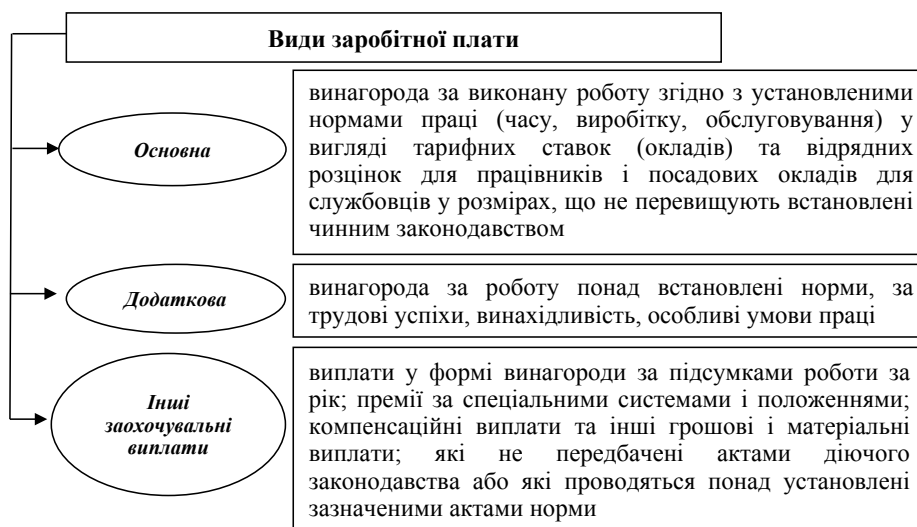 Види заробітної плати
Основна
винагорода за виконану роботу згідно з установленими
нормами праці (часу, виробітку, обслуговування) у
вигляді тарифних ставок (окладів) та відрядних
розцінок для працівників і посадових окладів для
службовців у розмірах, що не перевищують встановлені
чинним законодавством
Додаткова
винагорода за роботу понад встановлені норми, за
трудові успіхи, винахідливість, особливі умови праці
Інші
заохочувальні
виплати
виплати у формі винагороди за підсумками роботи за
рік; премії за спеціальними системами і положеннями;
компенсаційні виплати та інші грошові і матеріальні
виплати; які не передбачені актами діючого
законодавства або які проводяться понад установлені
зазначеними актами норми